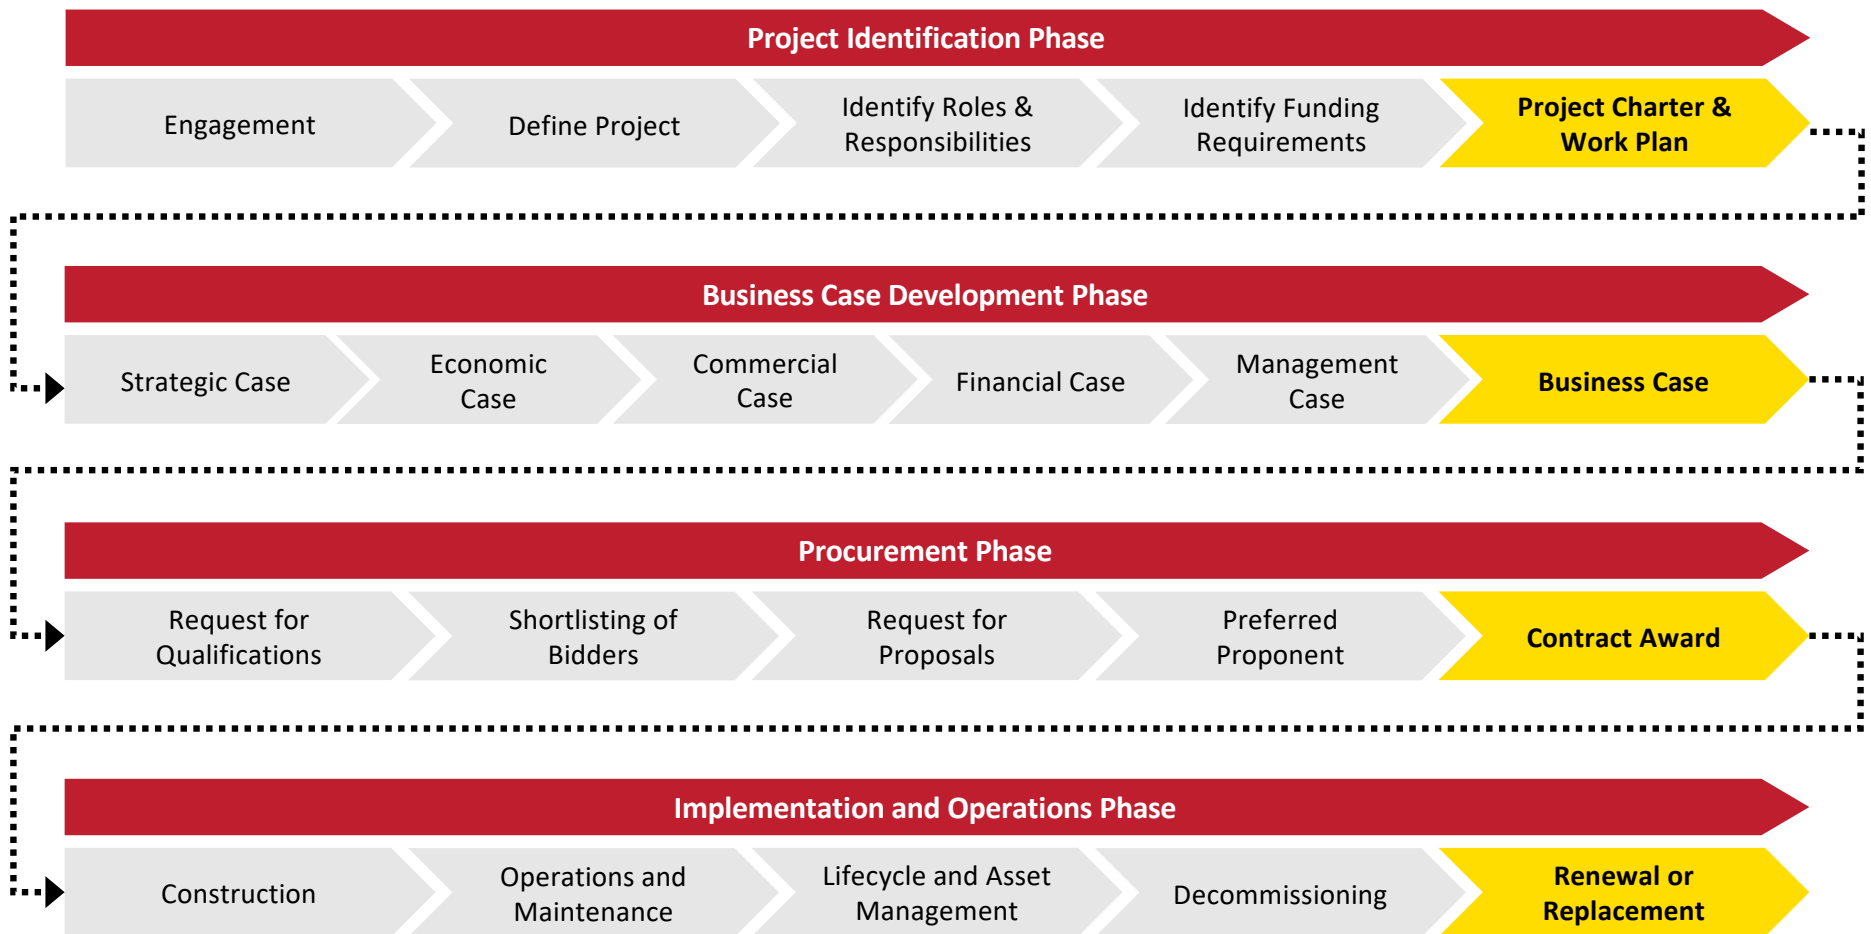 Project Identification Phase
Engagement
Define Project
Identify Roles &
Responsibilities
Identify Funding
Requirements
Project Charter &
Work Plan
Business Case Development Phase
Strategic Case
Economic
Case
Commercial
Case
Financial Case
Management
Case
Business Case
Procurement Phase
Request for
Qualifications
Shortlisting of
Bidders
Request for
Proposals
Preferred
Proponent
Contract Award
Implementation and Operations Phase
Construction
Operations and
Maintenance
Lifecycle and Asset
Management
Decommissioning
Renewal or
Replacement